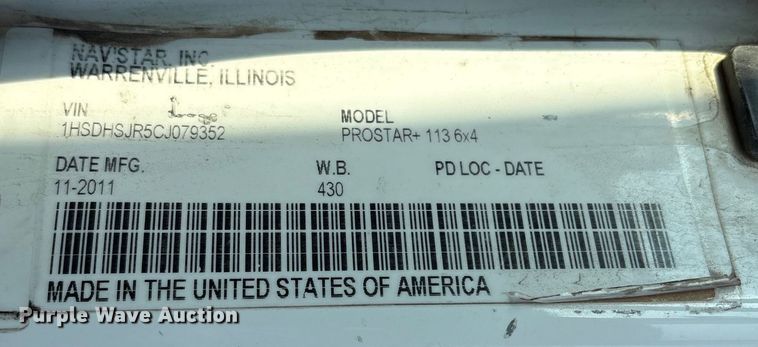 NAVISTAR, INC.
WARRENVILLE, ILLINOIS
VIN
1HSDHSJR5CJ079352
MODEL
PROSTAR+ 113 6x4
DATE MFG.
11-2011
W.B.
430
PD LOC - DATE
MADE IN THE UNITED STATES OF AMERICA
Purple Wave Auction